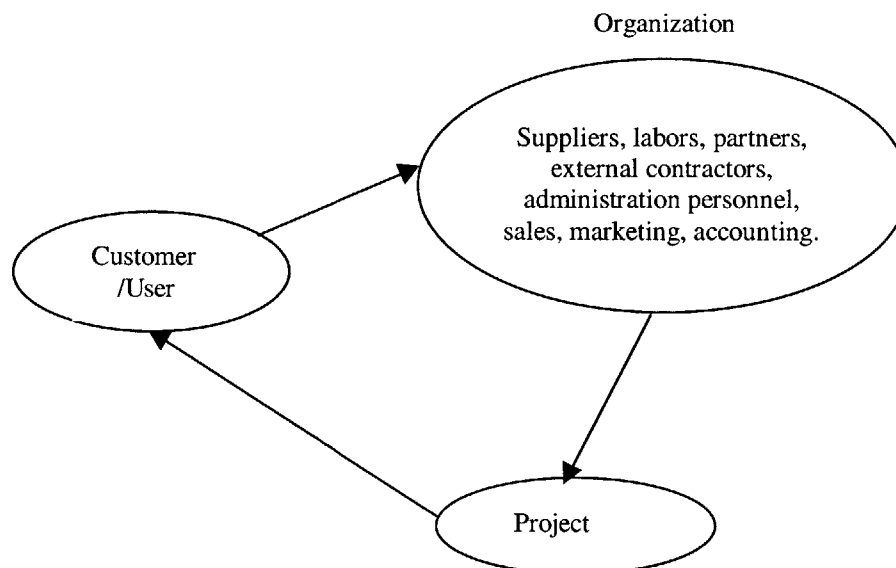 Organization
Suppliers, labors, partners,
external contractors,
administration personnel,
sales, marketing, accounting.
Customer
/User
Project